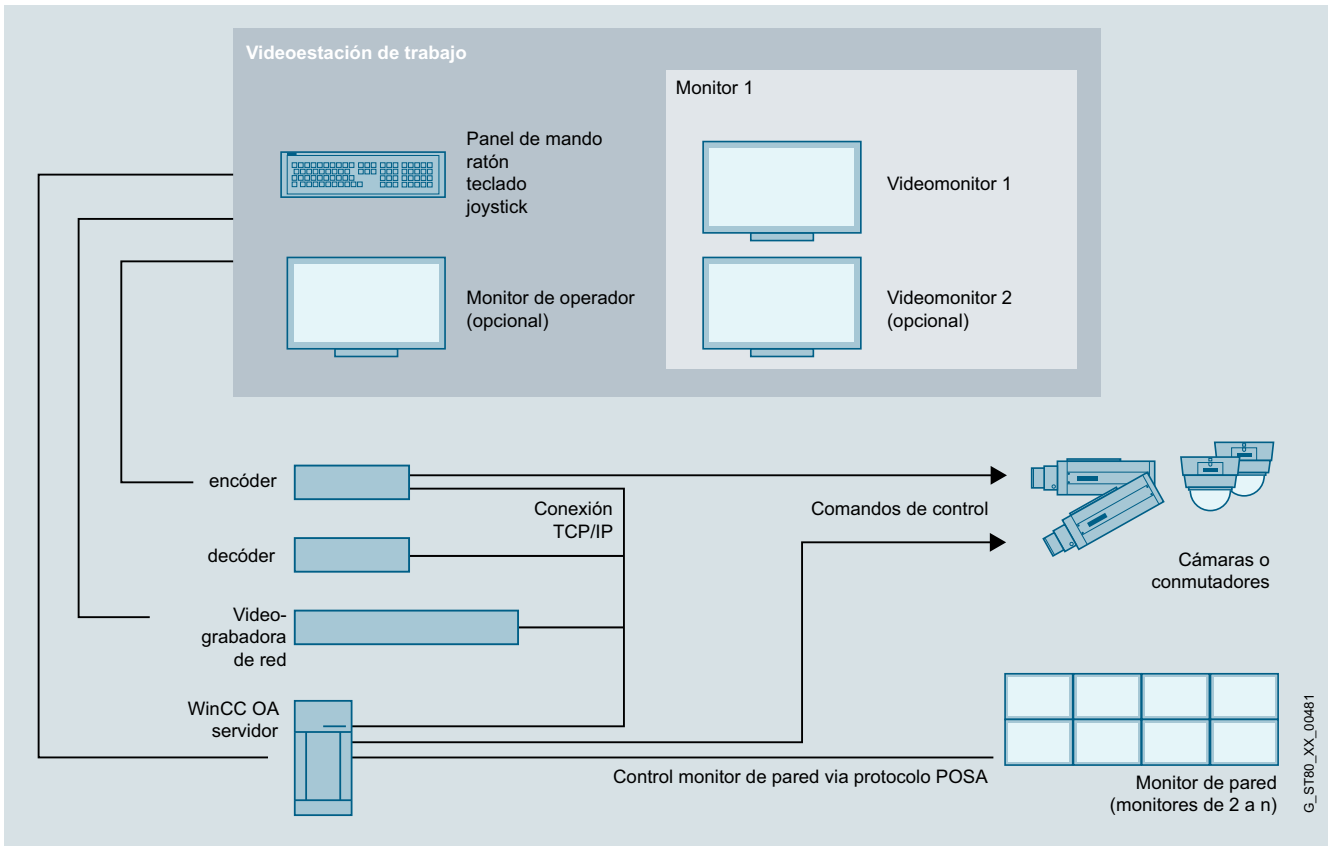 Videoestación de trabajo
Monitor 1
Panel de mando
ratón
teclado
joystick
Videomonitor 1
Monitor de operador
(opcional)
Videomonitor 2
(opcional)
encóder
Conexión
TCP/IP
Comandos de control
decóder
Cámaras o
conmutadores
Video-
grabadora
de red
WinCC OA
servidor
Control monitor de pared via protocolo POSA
Monitor de pared
(monitores de 2 a n)
G_ST80_XX_00481